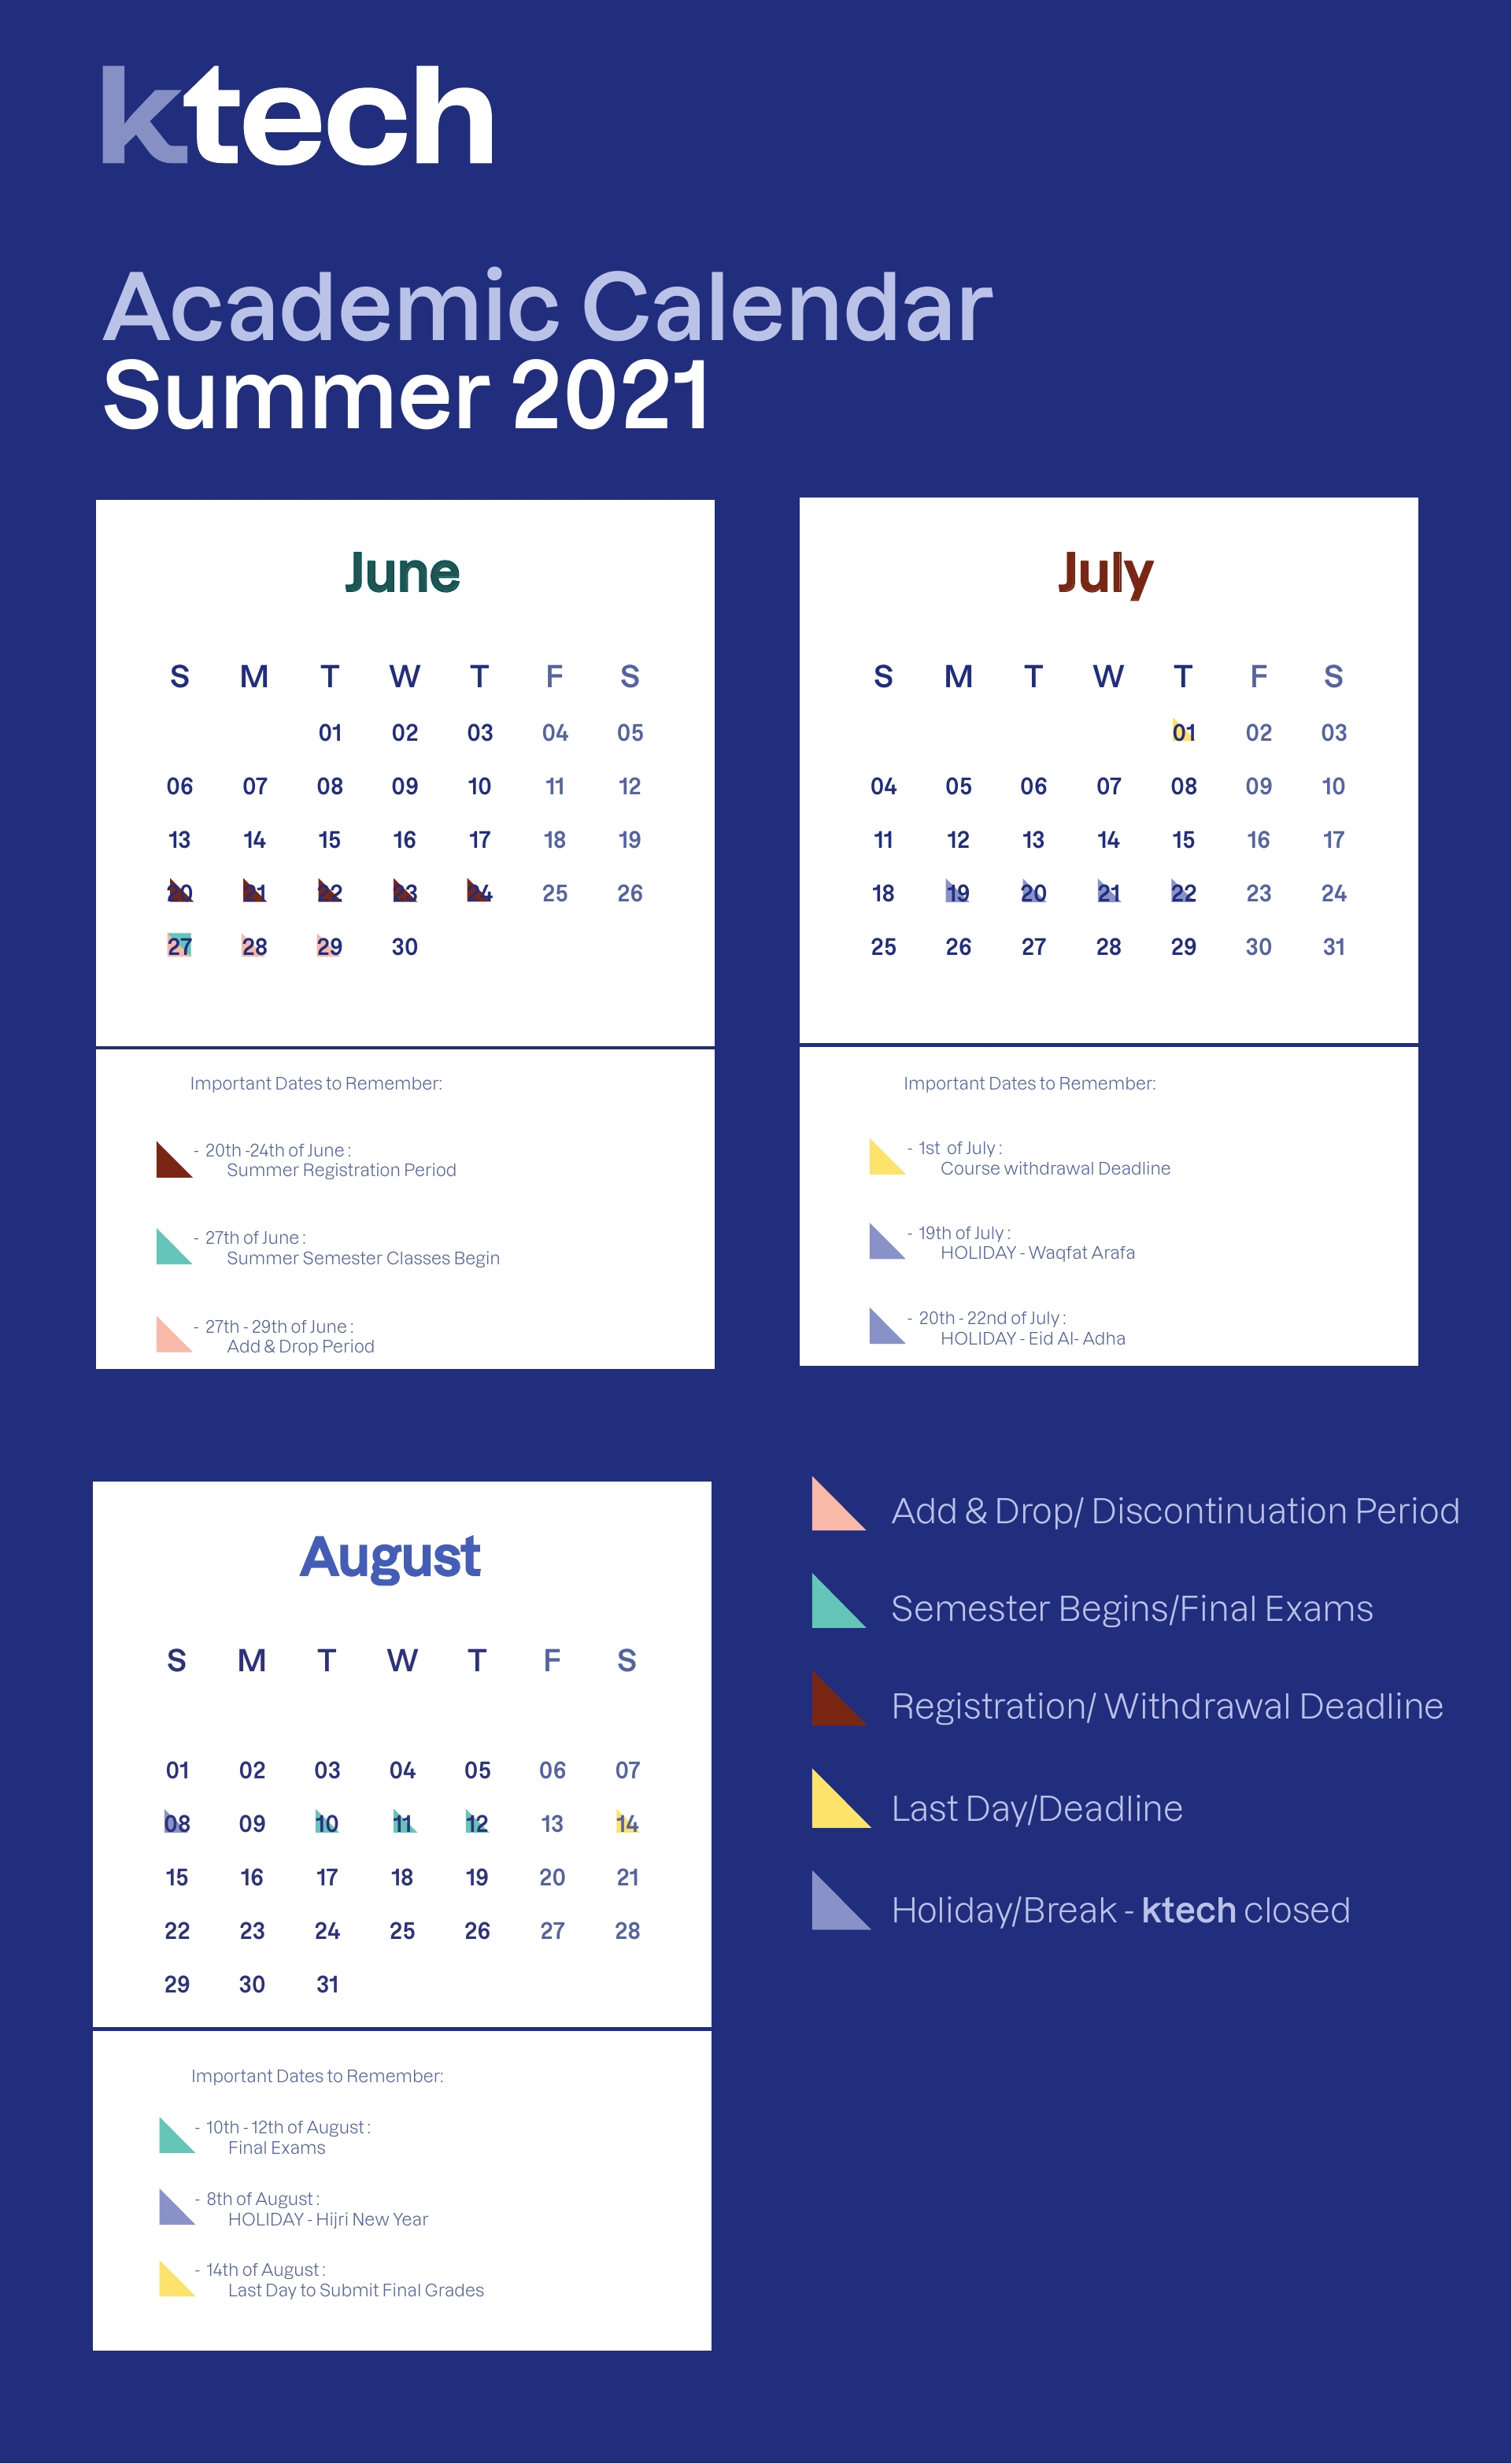 ktech
Academic Calendar
Summer 2021
June
S M T W T F S
01 02 03 04 05
06 07 08 09 10 11 12
13 14 15 16 17 18 19
20 21 22 23 24 25 26
27 28 29 30
Important Dates to Remember:
- 20th -24th of June :
Summer Registration Period
- 27th of June :
Summer Semester Classes Begin
- 27th - 29th of June :
Add & Drop Period
July
S M T W T F S
01 02 03
04 05 06 07 08 09 10
11 12 13 14 15 16 17
18 19 20 21 22 23 24
25 26 27 28 29 30 31
Important Dates to Remember:
- 1st of July :
Course withdrawal Deadline
- 19th of July :
HOLIDAY - Waqfat Arafa
- 20th - 22nd of July :
HOLIDAY - Eid Al- Adha
August
S M T W T F S
01 02 03 04 05 06 07
08 09 10 11 12 13 14
15 16 17 18 19 20 21
22 23 24 25 26 27 28
29 30 31
Important Dates to Remember:
- 10th - 12th of August :
Final Exams
- 8th of August :
HOLIDAY - Hijri New Year
- 14th of August :
Last Day to Submit Final Grades
Add & Drop/ Discontinuation Period
Semester Begins/Final Exams
Registration/ Withdrawal Deadline
Last Day/Deadline
Holiday/Break - ktech closed